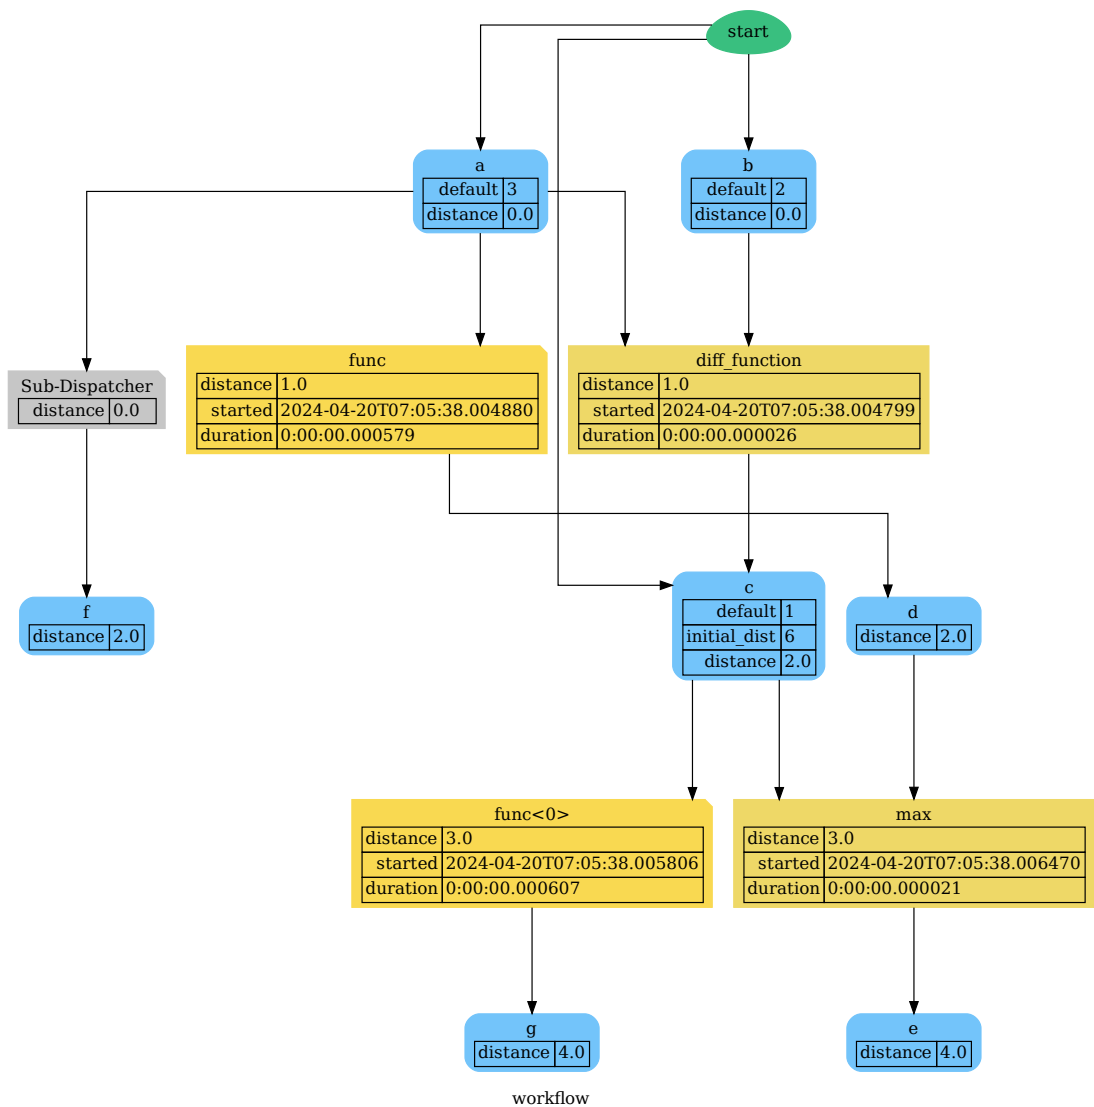 start
a
default 3
distance 0.0
b
default 2
distance 0.0
Sub-Dispatcher
distance 0.0
func
distance 1.0
started 2024-04-20T07:05:38.004880
duration 0:00:00.000579
diff_function
distance 1.0
started 2024-04-20T07:05:38.004799
duration 0:00:00.000026
f
distance 2.0
c
default 1
initial_dist 6
distance 2.0
d
distance 2.0
func<0>
distance 3.0
started 2024-04-20T07:05:38.005806
duration 0:00:00.000607
max
distance 3.0
started 2024-04-20T07:05:38.006470
duration 0:00:00.000021
g
distance 4.0
e
distance 4.0
workflow